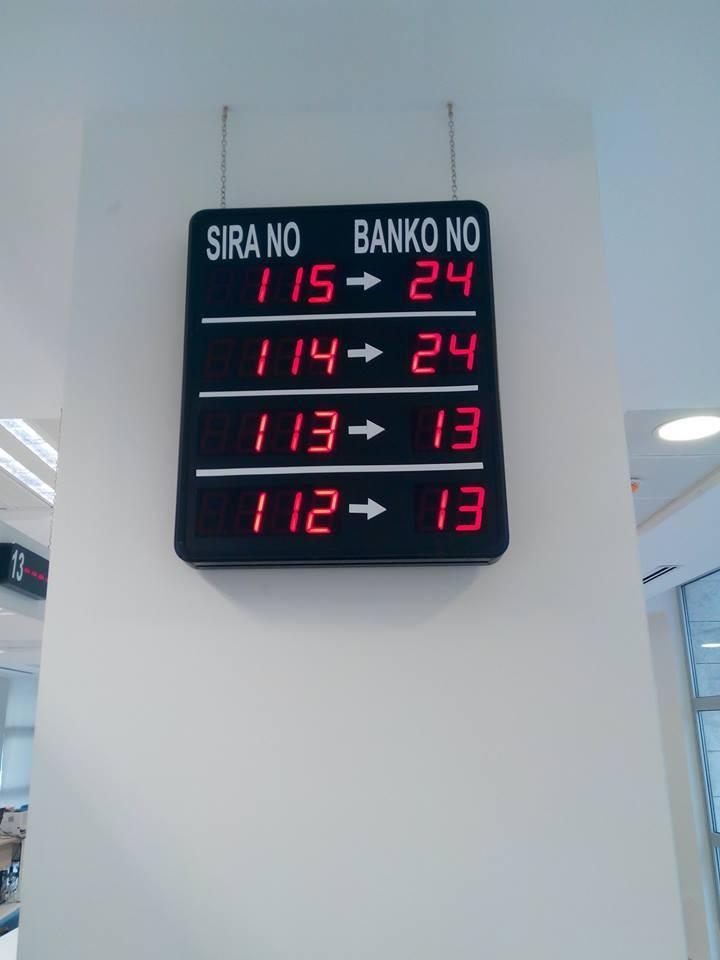 SIRA NO BANKO NO
115 → 24
114 → 24
113 → 13
112 → 13
13